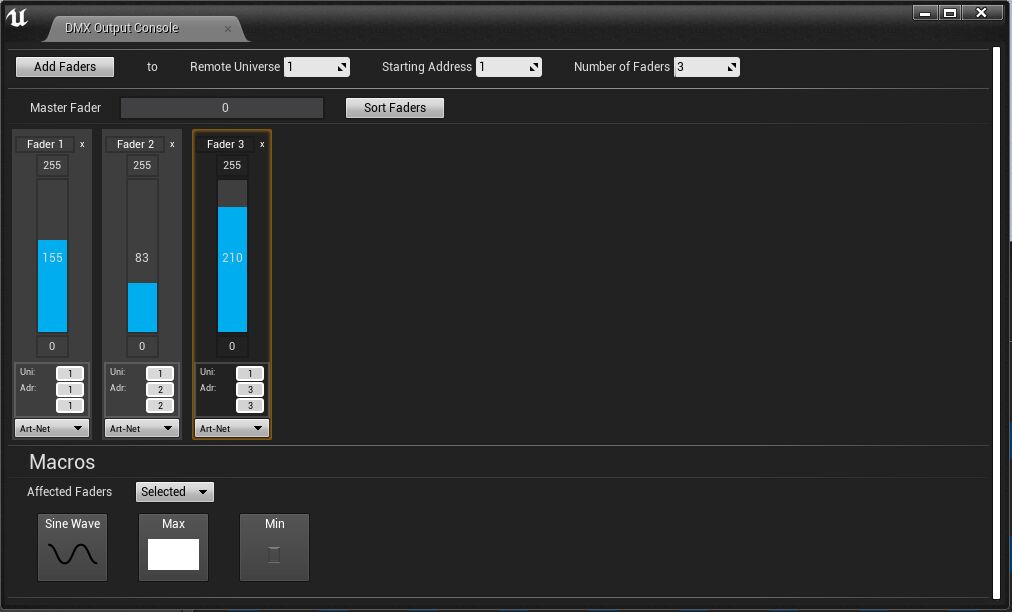 DMX Output Console
Add Faders to Remote Universe 1 Starting Address 1 Number of Faders 3
Master Fader 0 Sort Faders
Fader 1 x Fader 2 x Fader 3 x
255 255 255
155 83 210
0 0 0
Uni: 1 Uni: 1 Uni: 1
Adr: 1 Adr: 2 Adr: 3
1 2 3
Art-Net Art-Net Art-Net
Macros
Affected Faders Selected
Sine Wave Max Min